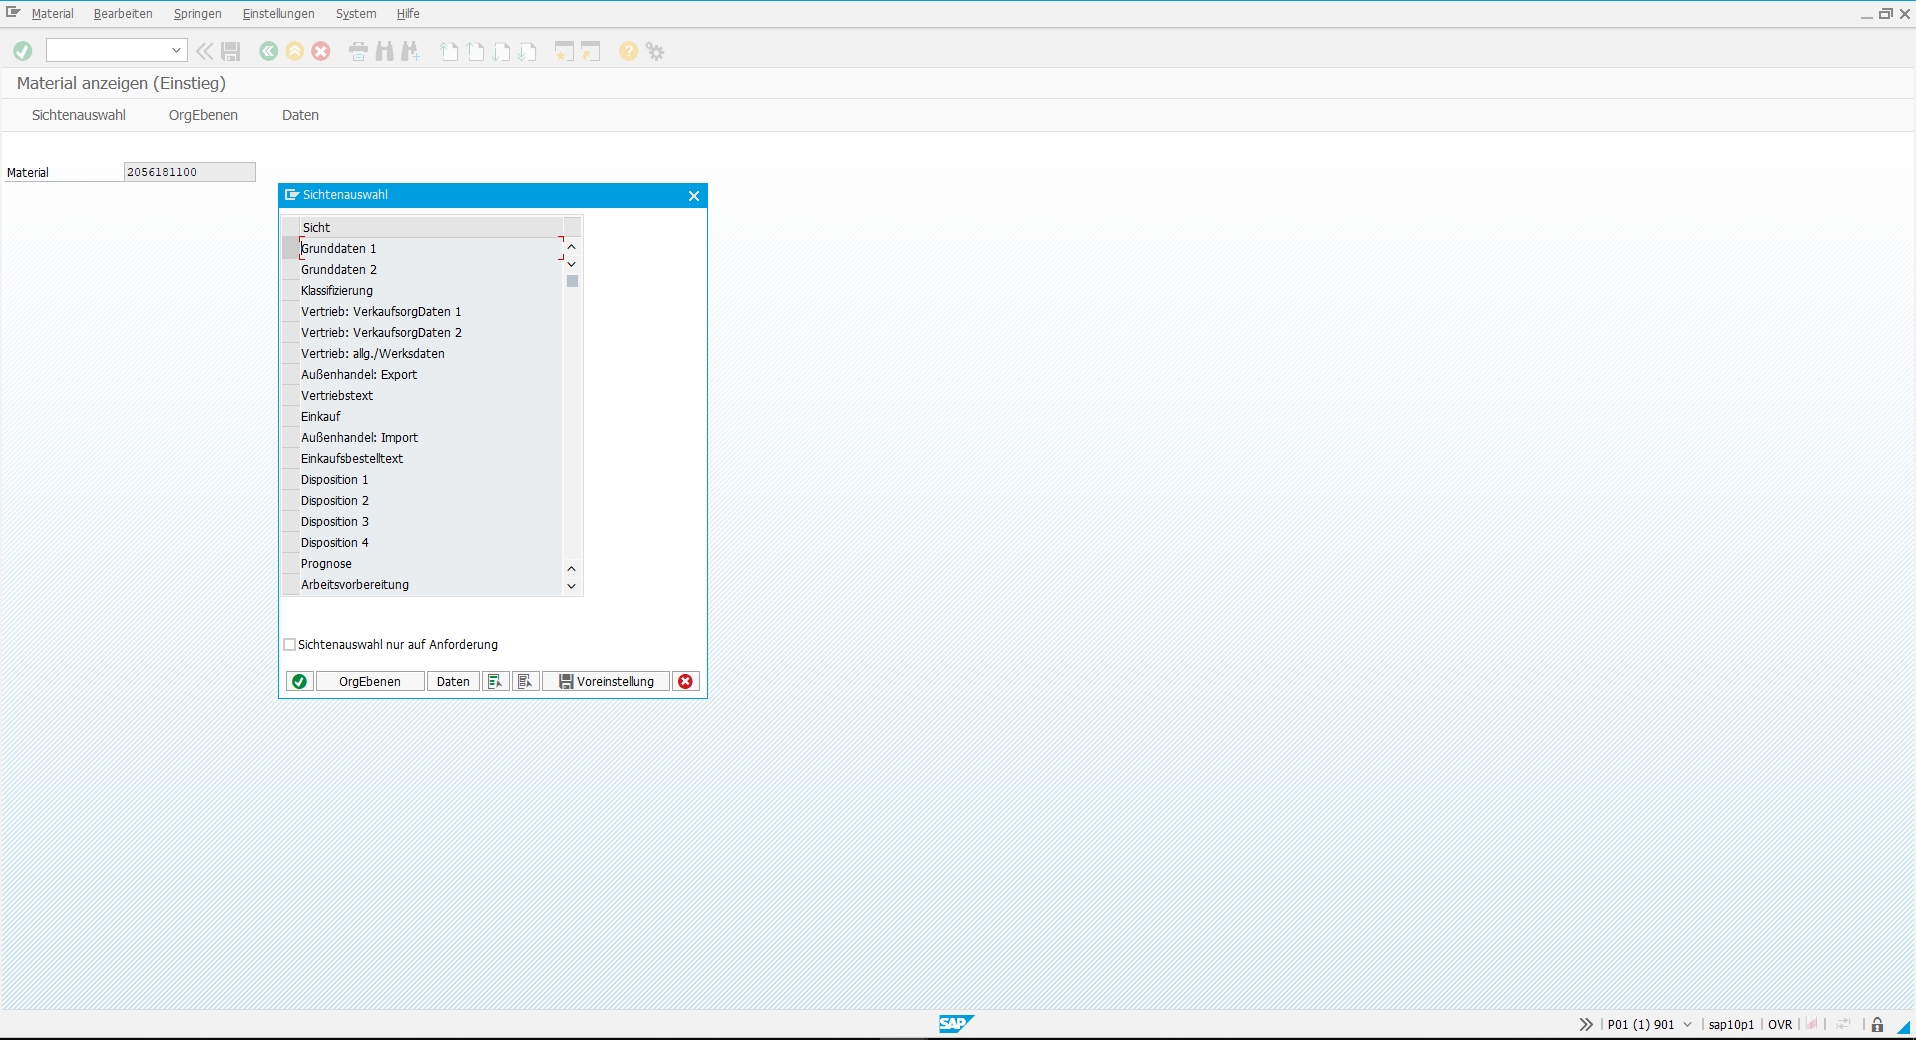 Material Bearbeiten Springen Einstellungen System Hilfe
Material anzeigen (Einstieg)
Sichtenauswahl OrgEbenen Daten
Material 2056181100
Sichtenauswahl
Sicht
Grunddaten 1
Grunddaten 2
Klassifizierung
Vertrieb: VerkaufsorgDaten 1
Vertrieb: VerkaufsorgDaten 2
Vertrieb: allg./Werksdaten
Außenhandel: Export
Vertriebstext
Einkauf
Außenhandel: Import
Einkaufsbestelltext
Disposition 1
Disposition 2
Disposition 3
Disposition 4
Prognose
Arbeitsvorbereitung
Sichtenauswahl nur auf Anforderung
OrgEbenen Daten Voreinstellung
SAP P01 (1) 901 sap10p1 OVR